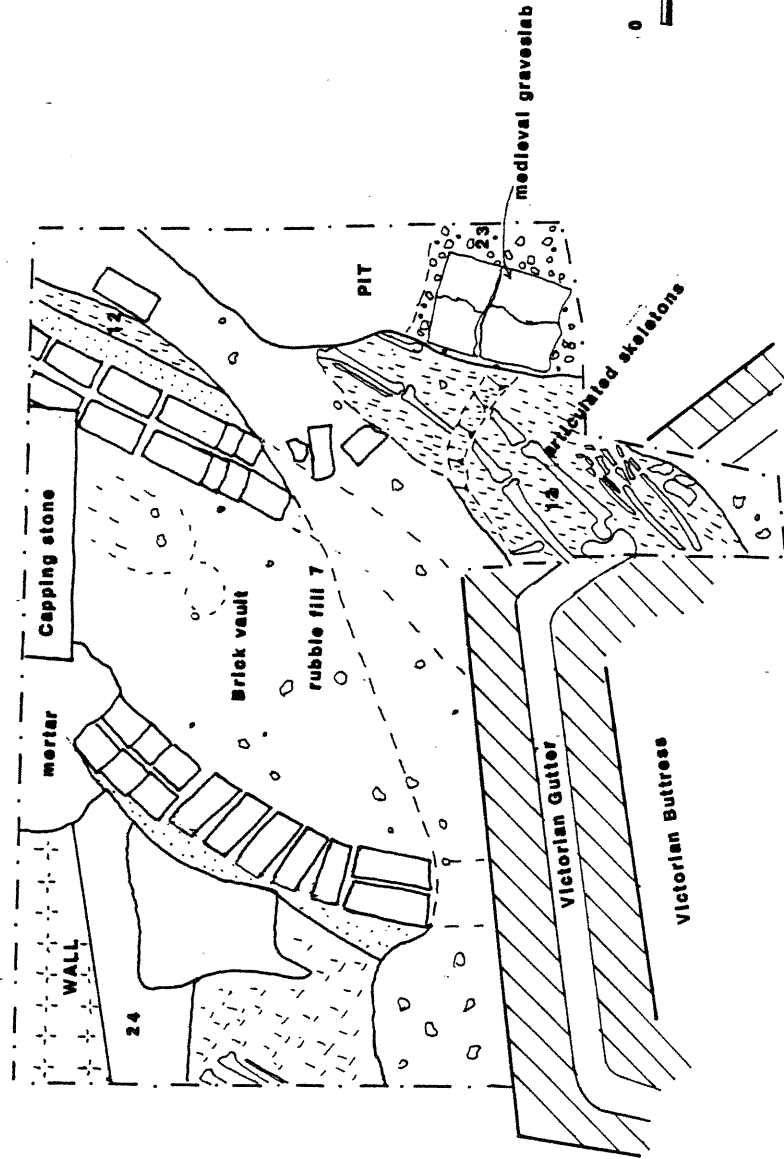 WALL
24
mortar
Capping stone
Brick vault
rubble fill 7
12
PIT
23
medieval graveslab
articulated skeletons
12
Victorian Gutter
Victorian Buttress
0